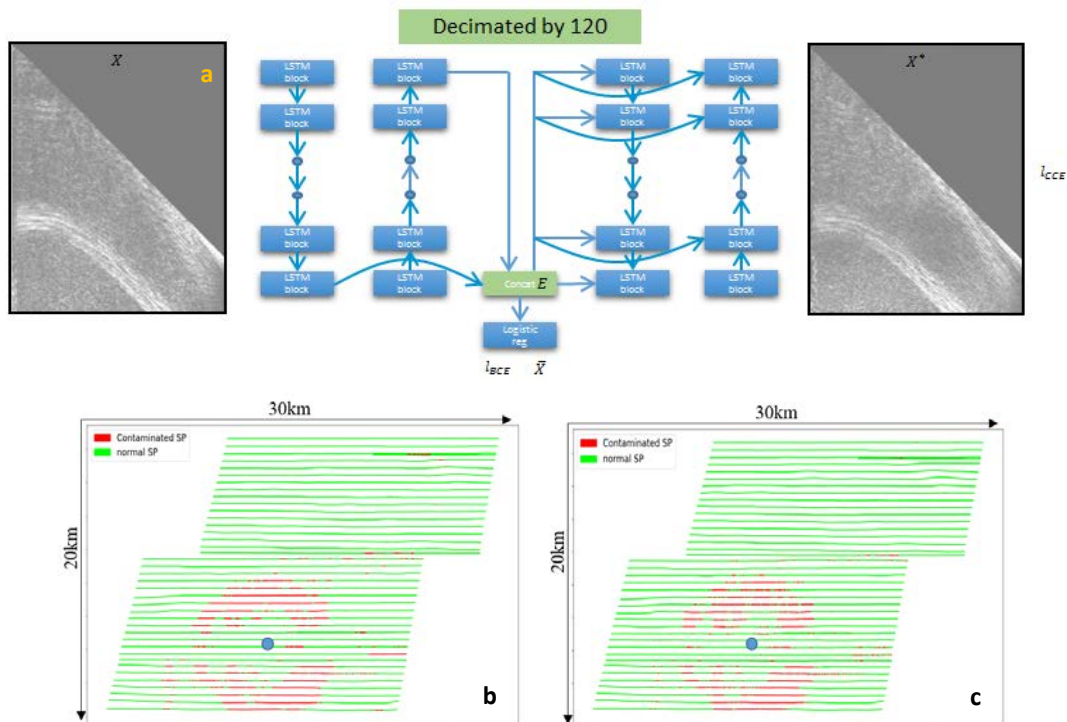 Decimated by 120
X
a
LSTM
block
LSTM
block
LSTM
block
LSTM
block
LSTM
block
LSTM
block
LSTM
block
LSTM
block
LSTM
block
LSTM
block
LSTM
block
LSTM
block
LSTM
block
LSTM
block
LSTM
block
LSTM
block
Concat E
Logistic
reg
l_BCE X̄
X*
l_CCE
30km
20km
Contaminated SP
normal SP
b
30km
20km
Contaminated SP
normal SP
c